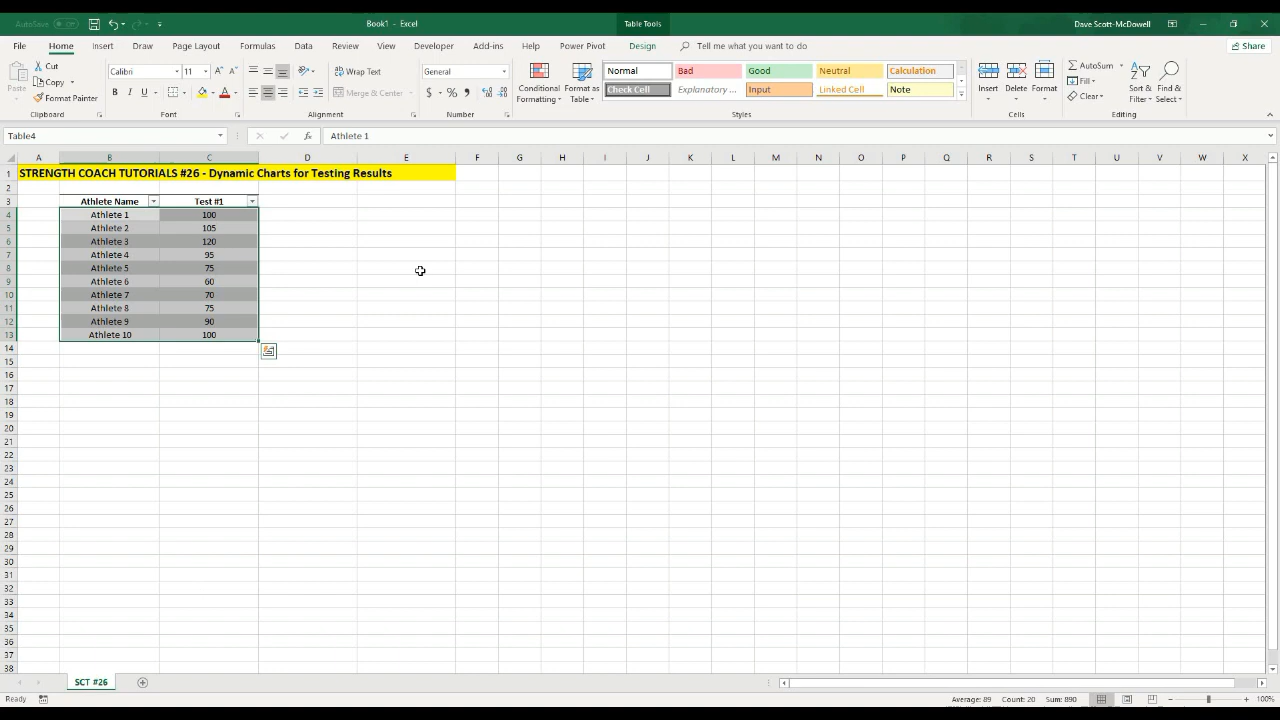 AutoSave Off Book1 - Excel Table Tools Dave Scott-McDowell
File Home Insert Draw Page Layout Formulas Data Review View Developer Add-ins Help Power Pivot Design Tell me what you want to do Share
Cut
Copy
Format Painter
Paste
Clipboard
Calibri 11
B I U
Font
Wrap Text
Merge & Center
Alignment
General
$ % ,
Number
Conditional Formatting
Format as Table
Normal Bad Good Neutral Calculation
Check Cell Explanatory ... Input Linked Cell Note
Styles
Insert Delete Format
Cells
AutoSum
Fill
Clear
Sort & Filter
Find & Select
Editing
Table4 fx Athlete 1
A B C D E F G H I J K L M N O P Q R S T U V W X
1 STRENGTH COACH TUTORIALS #26 - Dynamic Charts for Testing Results
2
3 Athlete Name Test #1
4 Athlete 1 100
5 Athlete 2 105
6 Athlete 3 120
7 Athlete 4 95
8 Athlete 5 75
9 Athlete 6 60
10 Athlete 7 70
11 Athlete 8 75
12 Athlete 9 90
13 Athlete 10 100
14
15
16
17
18
19
20
21
22
23
24
25
26
27
28
29
30
31
32
33
34
35
36
37
38
SCT #26
Ready Average: 89 Count: 20 Sum: 890 100%